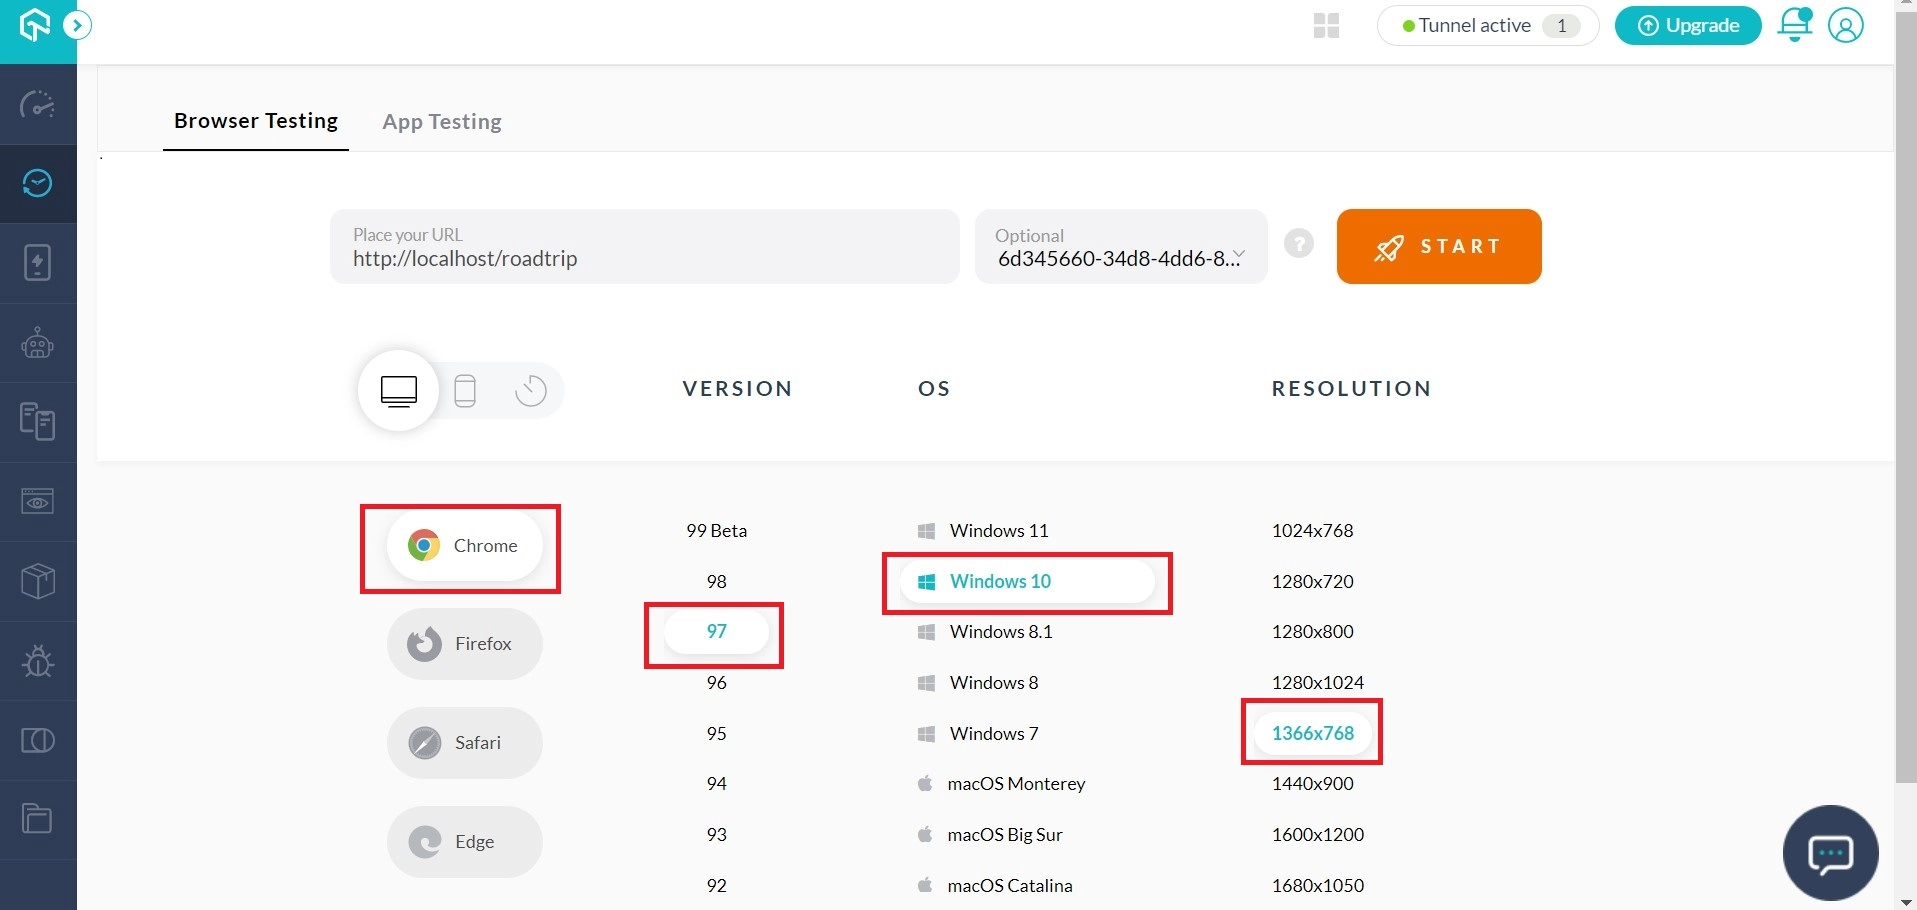 Tunnel active 1
Upgrade
Browser Testing App Testing
Place your URL
http://localhost/roadtrip
Optional
6d345660-34d8-4dd6-8...
?
START
VERSION OS RESOLUTION
Chrome
Firefox
Safari
Edge
99 Beta
98
97
96
95
94
93
92
Windows 11
Windows 10
Windows 8.1
Windows 8
Windows 7
macOS Monterey
macOS Big Sur
macOS Catalina
1024x768
1280x720
1280x800
1280x1024
1366x768
1440x900
1600x1200
1680x1050